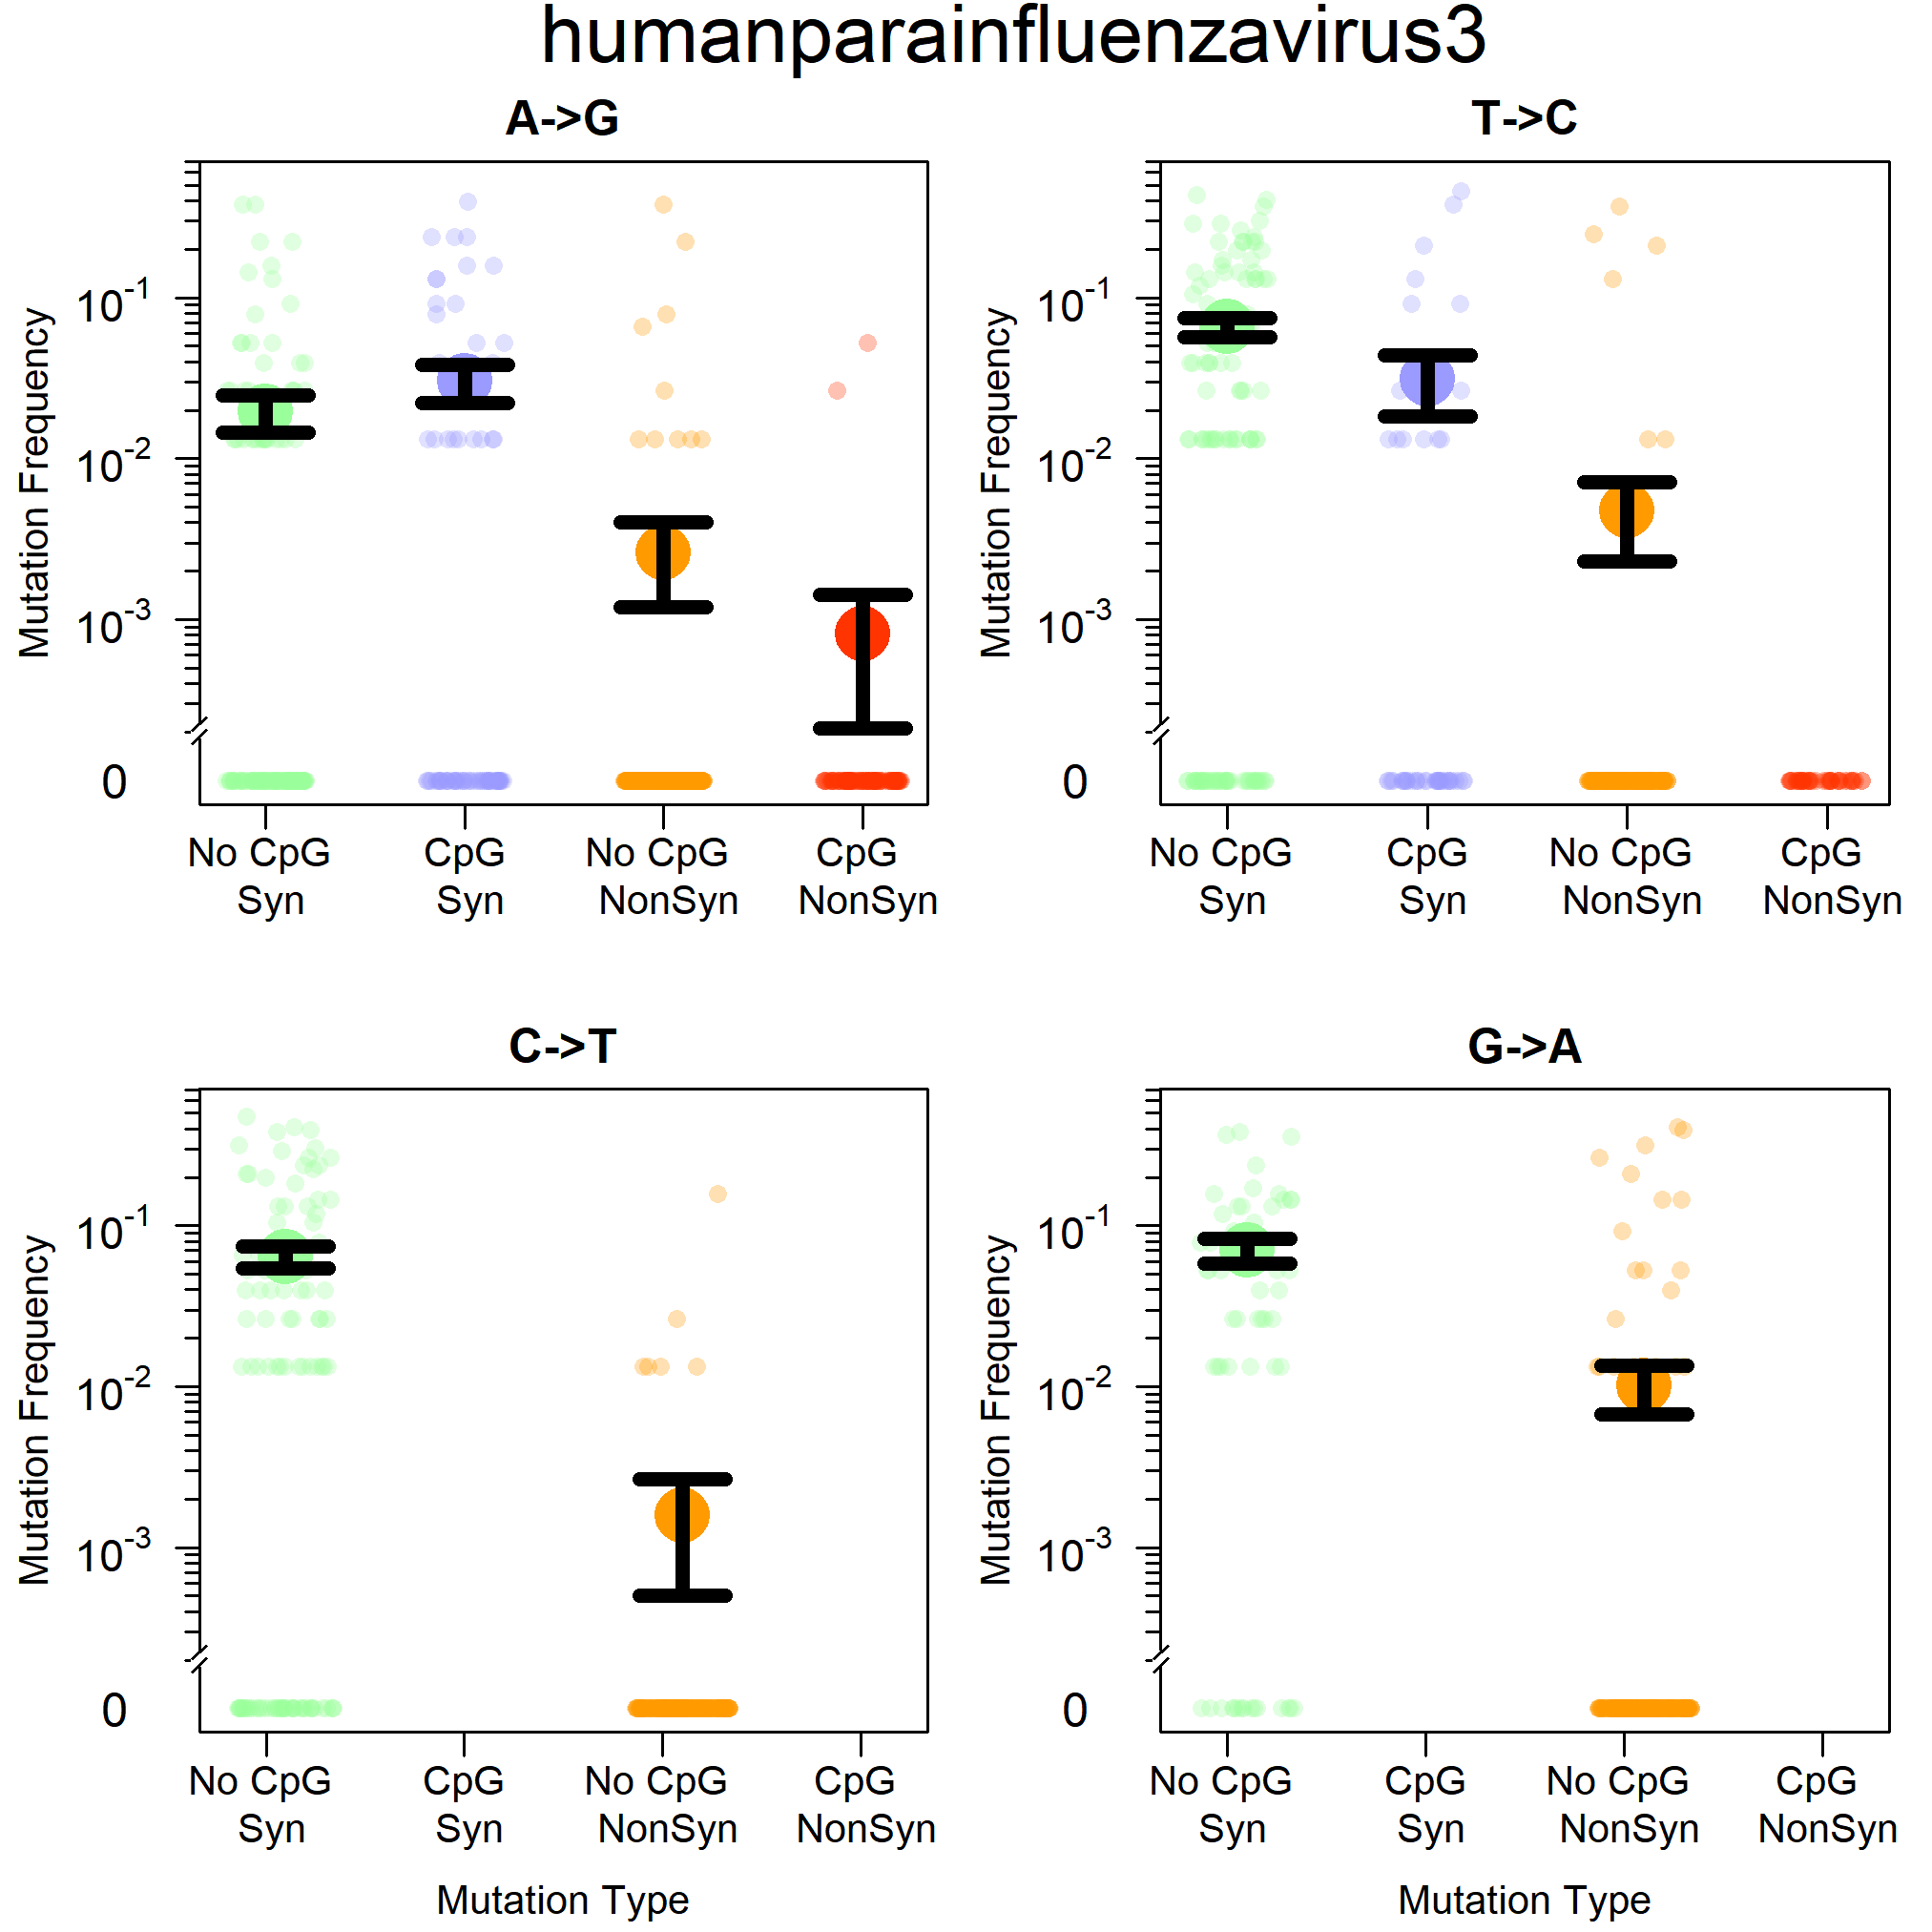 humanparainfluenzavirus3
A->G
Mutation Frequency
10-1
10-2
10-3
0
No CpG CpG No CpG CpG
Syn Syn NonSyn NonSyn
T->C
Mutation Frequency
10-1
10-2
10-3
0
No CpG CpG No CpG CpG
Syn Syn NonSyn NonSyn
C->T
Mutation Frequency
10-1
10-2
10-3
0
No CpG CpG No CpG CpG
Syn Syn NonSyn NonSyn
Mutation Type
G->A
Mutation Frequency
10-1
10-2
10-3
0
No CpG CpG No CpG CpG
Syn Syn NonSyn NonSyn
Mutation Type